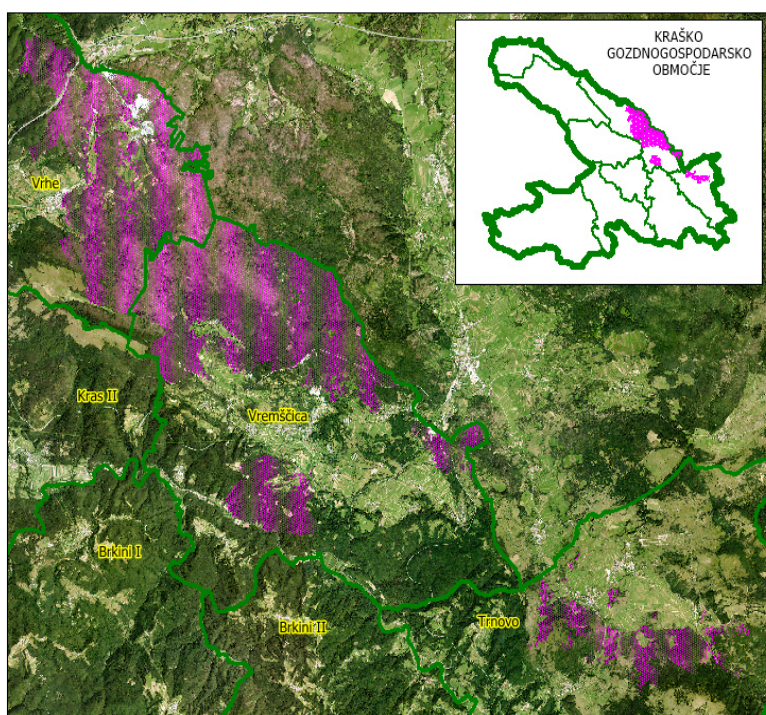 KRAŠKO
GOZDNOGOSPODARSKO
OBMOČJE
Vrhe
Kras II
Vremščica
Brkini I
Brkini II
Trnovo